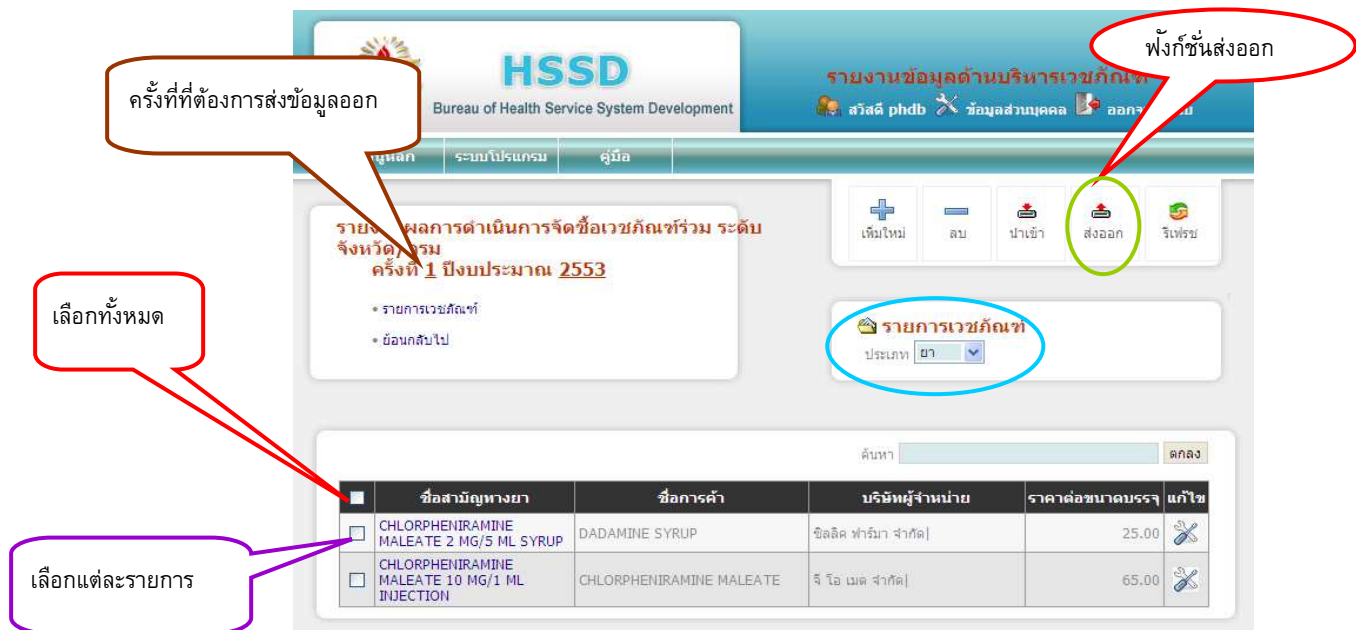 ฟังก์ชั่นส่งออก
ครั้งที่ที่ต้องการส่งข้อมูลออก
HSSD
Bureau of Health Service System Development
รายงานข้อมูลด้านบริหารเวชภัณฑ์
สวัสดี phdb ข้อมูลส่วนบุคคล
ระบบโปรแกรม คู่มือ
เพิ่มใหม่ ลบ นำเข้า ส่งออก รีเฟรช
ผลการดำเนินการจัดซื้อเวชภัณฑ์ร่วม ระดับ
ครั้งที่ 1 ปีงบประมาณ 2553
• รายการเวชภัณฑ์
• ย้อนกลับไป
เลือกทั้งหมด
รายการเวชภัณฑ์
ประเภท ยา
ค้นหา ตกลง
ชื่อสามัญทางยา ชื่อการค้า บริษัทผู้จำหน่าย ราคาต่อขนาดบรรจุ แก้ไข
CHLORPHENIRAMINE
MALEATE 2 MG/5 ML SYRUP DADAMINE SYRUP ซิลลิค ฟาร์มา จำกัด| 25.00
CHLORPHENIRAMINE
MALEATE 10 MG/1 ML CHLORPHENIRAMINE MALEATE จี โอ เมด จำกัด| 65.00
INJECTION
เลือกแต่ละรายการ